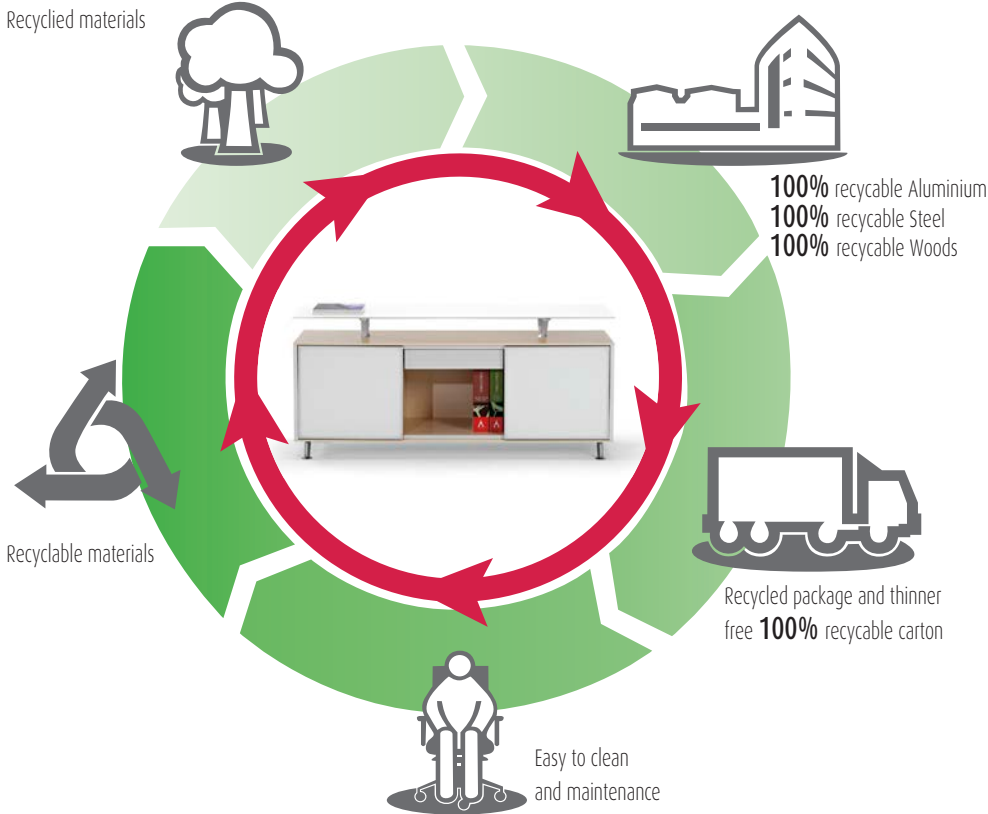 Recyclied materials
100% recycable Aluminium
100% recycable Steel
100% recycable Woods
Recycled package and thinner
free 100% recycable carton
Easy to clean
and maintenance
Recyclable materials